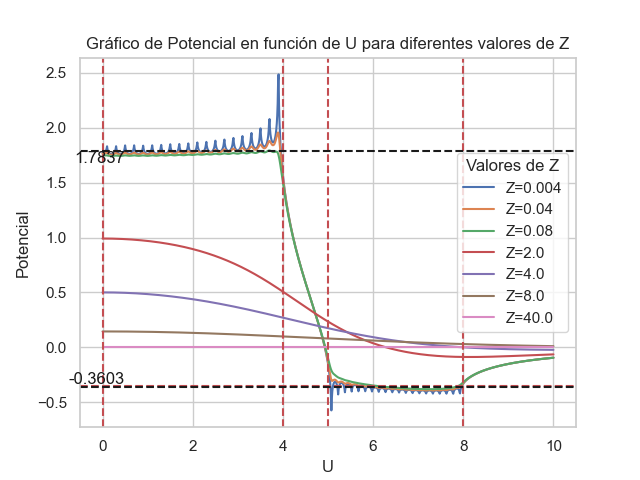 Gráfico de Potencial en función de U para diferentes valores de Z
2.5
2.0
1.7837
1.5
1.0
0.5
0.0
-0.3603
−0.5
Potencial
0 2 4 6 8 10
U
Valores de Z
Z=0.004
Z=0.04
Z=0.08
Z=2.0
Z=4.0
Z=8.0
Z=40.0